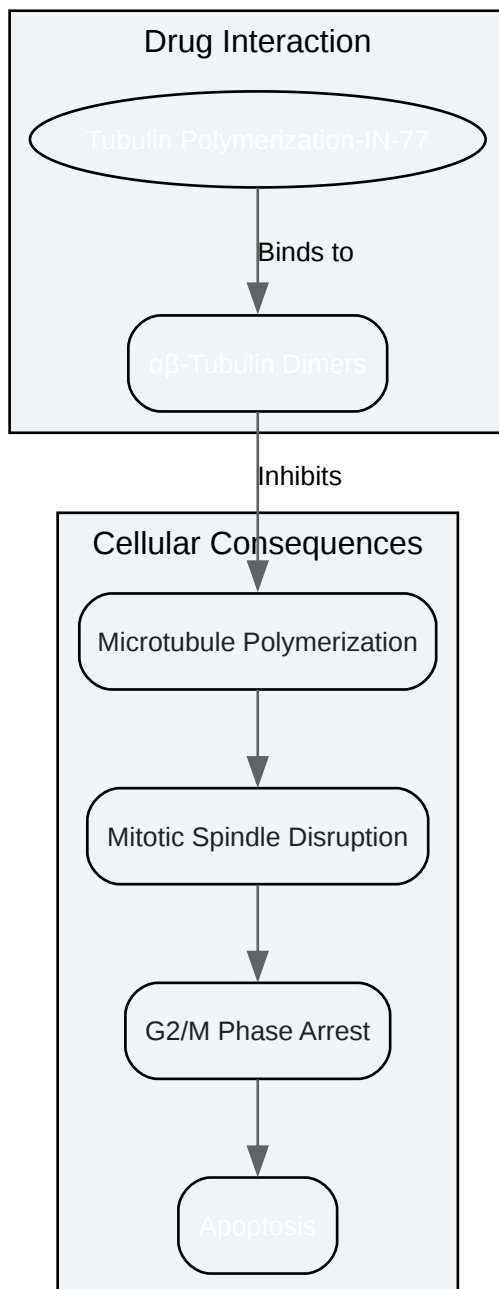 Drug Interaction
Tubulin Polymerization-IN-77
Binds to
αβ-Tubulin Dimers
Inhibits
Cellular Consequences
Microtubule Polymerization
Mitotic Spindle Disruption
G2/M Phase Arrest
Apoptosis